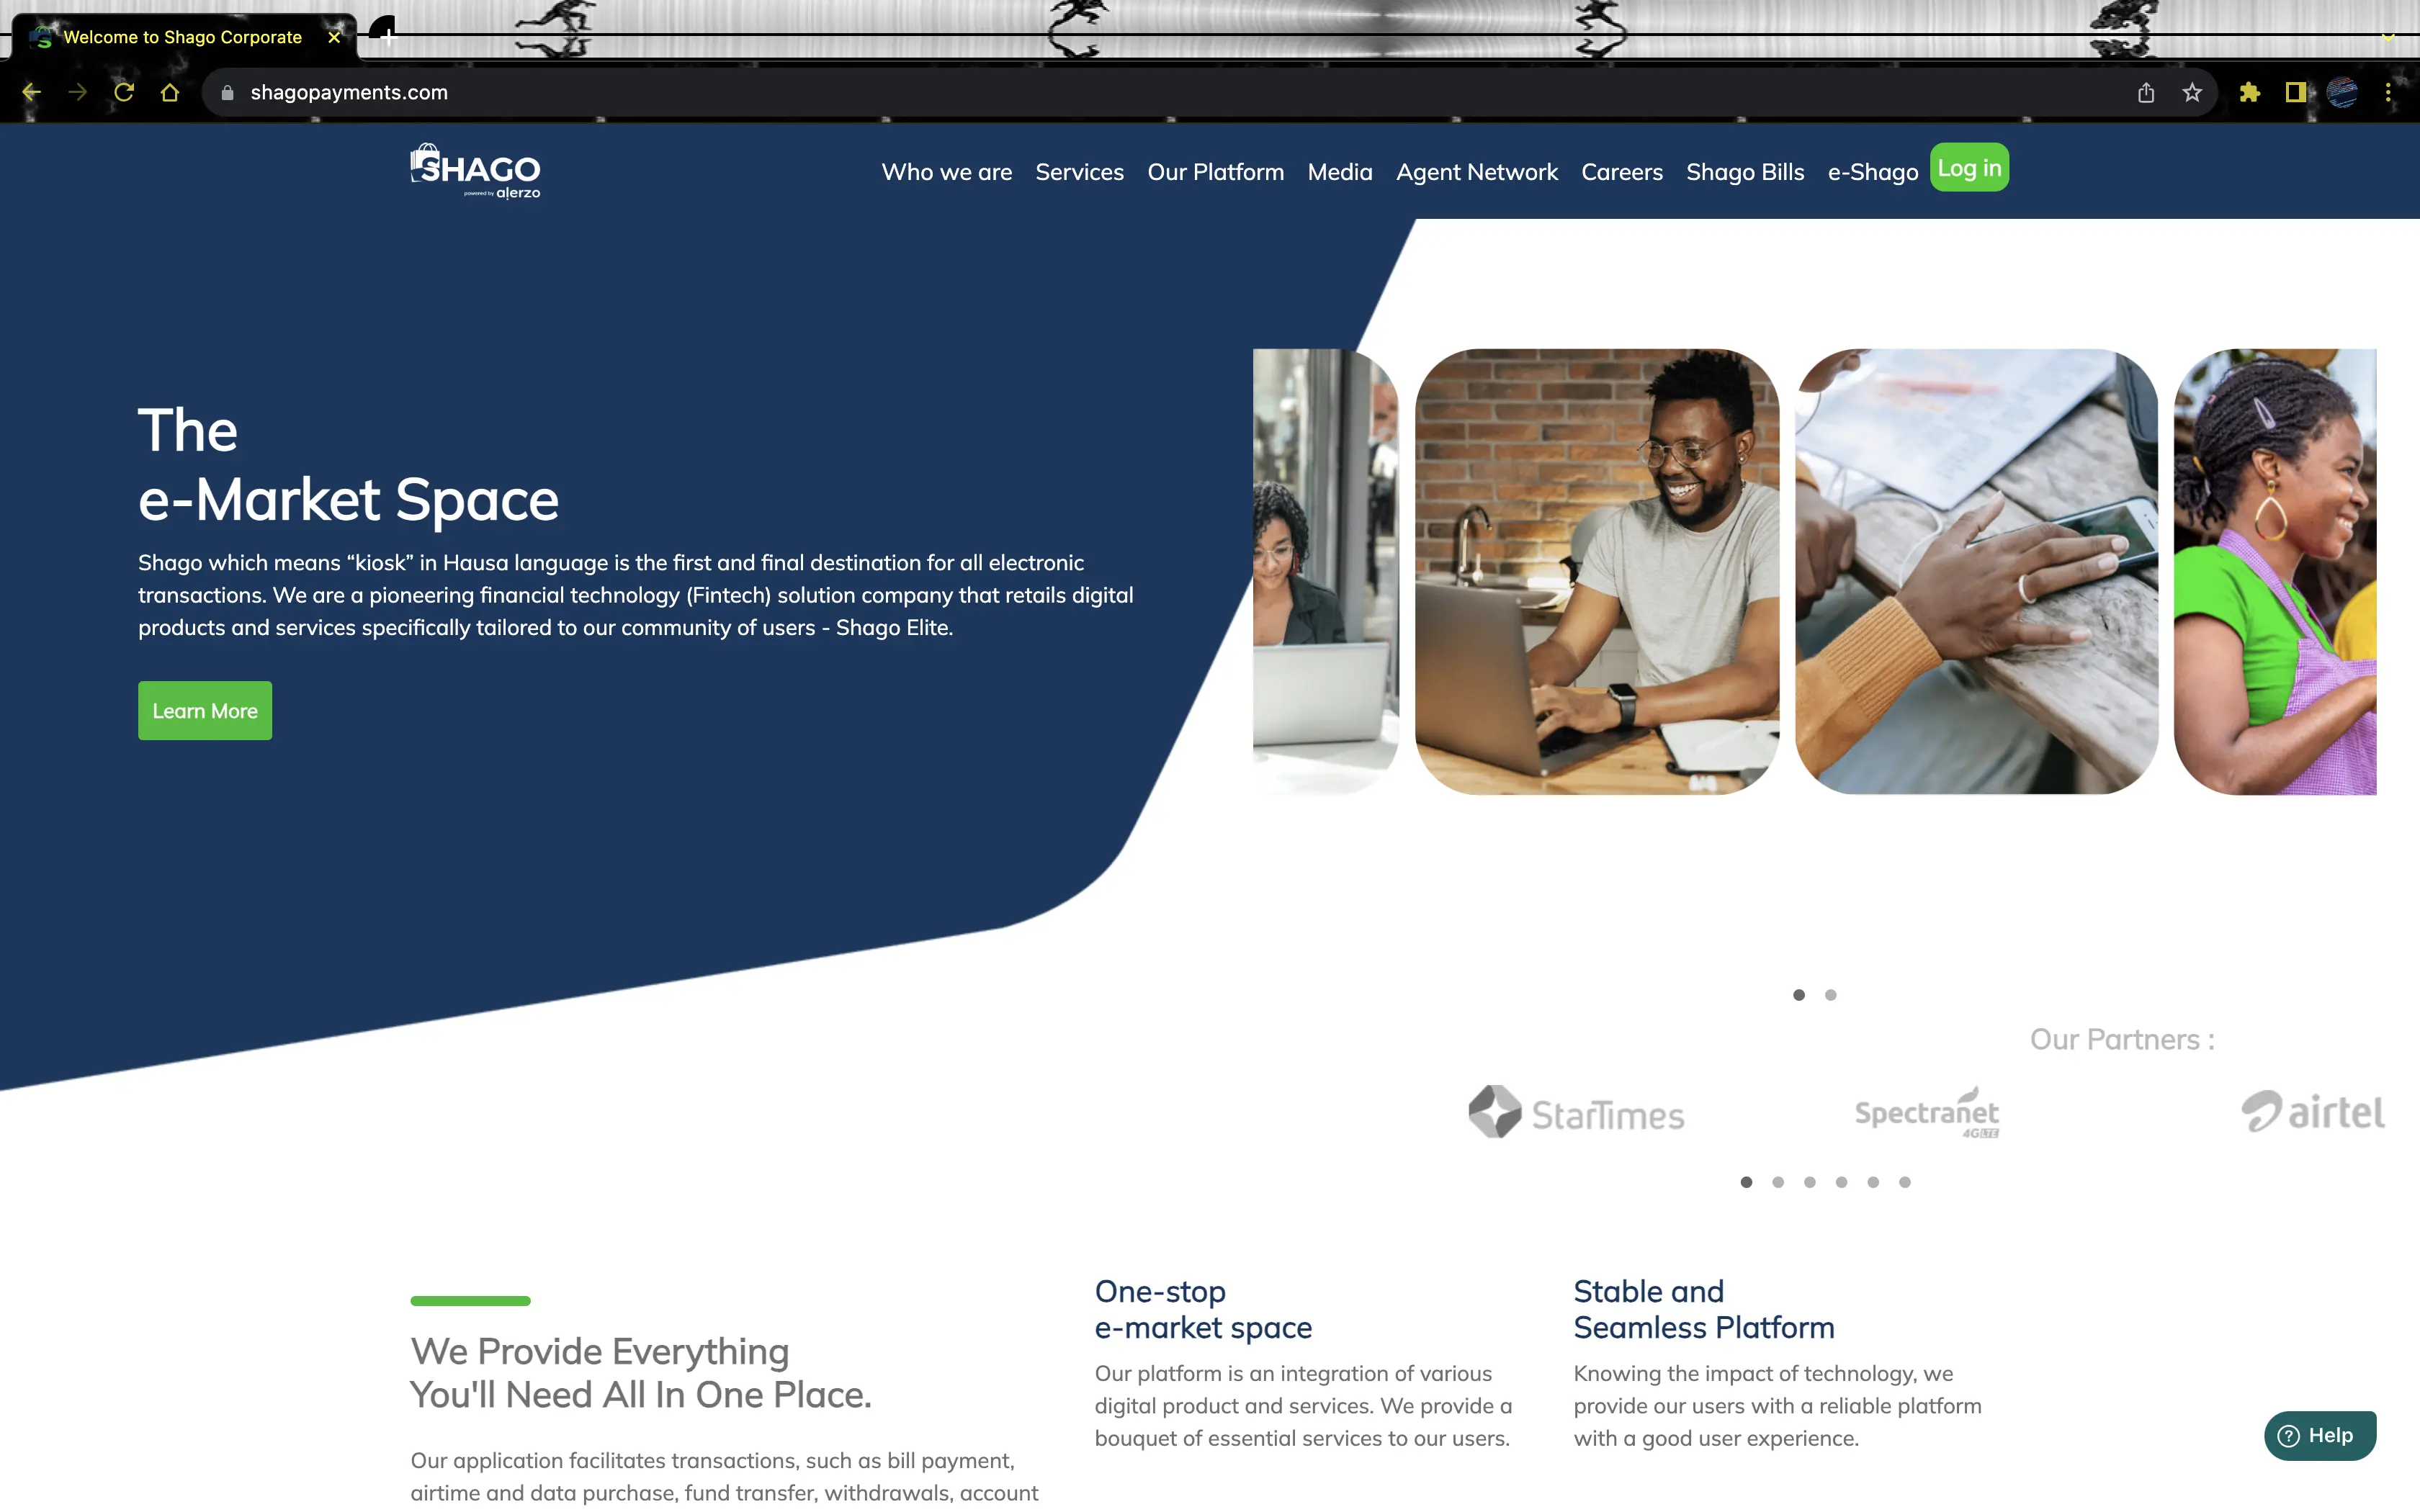 Welcome to Shago Corporate
shagopayments.com
SHAGO
powered by alerzo
Who we are
Services
Our Platform
Media
Agent Network
Careers
Shago Bills
e-Shago
Log in
The
e-Market Space
Shago which means “kiosk” in Hausa language is the first and final destination for all electronic
transactions. We are a pioneering financial technology (Fintech) solution company that retails digital
products and services specifically tailored to our community of users - Shago Elite.
Learn More
Our Partners :
StarTimes
Spectranet
4G LTE
airtel
We Provide Everything
You'll Need All In One Place.
Our application facilitates transactions, such as bill payment,
airtime and data purchase, fund transfer, withdrawals, account
One-stop
e-market space
Our platform is an integration of various
digital product and services. We provide a
bouquet of essential services to our users.
Stable and
Seamless Platform
Knowing the impact of technology, we
provide our users with a reliable platform
with a good user experience.
Help